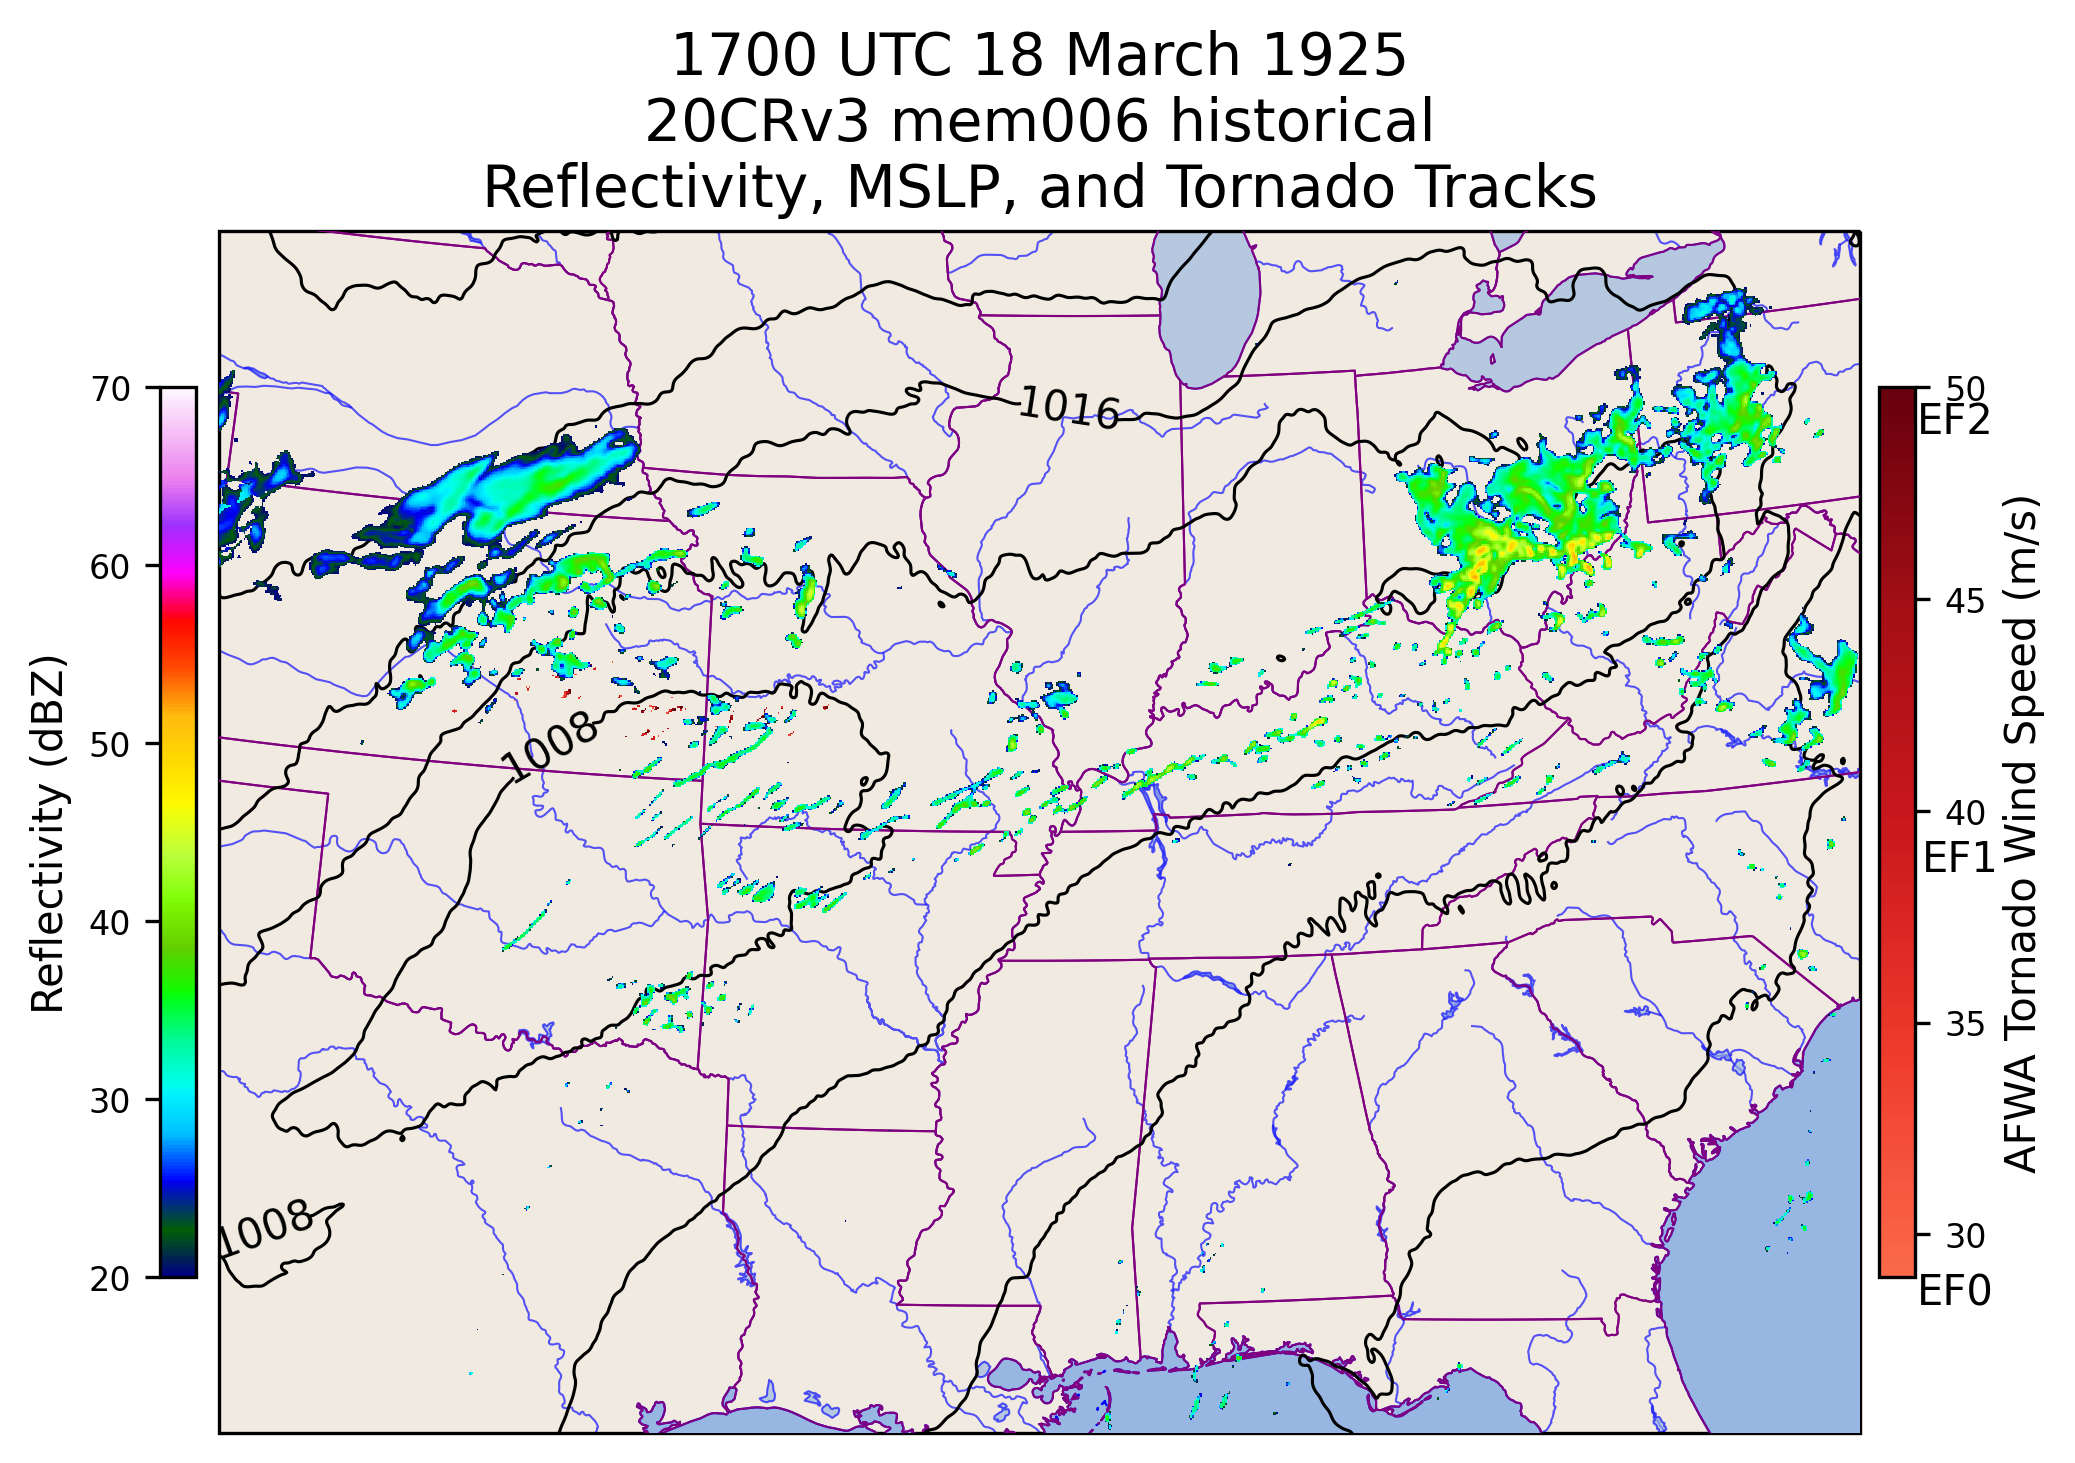 1700 UTC 18 March 1925
20CRv3 mem006 historical
Reflectivity, MSLP, and Tornado Tracks
70
60
50
40
30
20
Reflectivity (dBZ)
1016
1008
1008
50
EF2
45
40
EF1
35
30
EF0
AFWA Tornado Wind Speed (m/s)